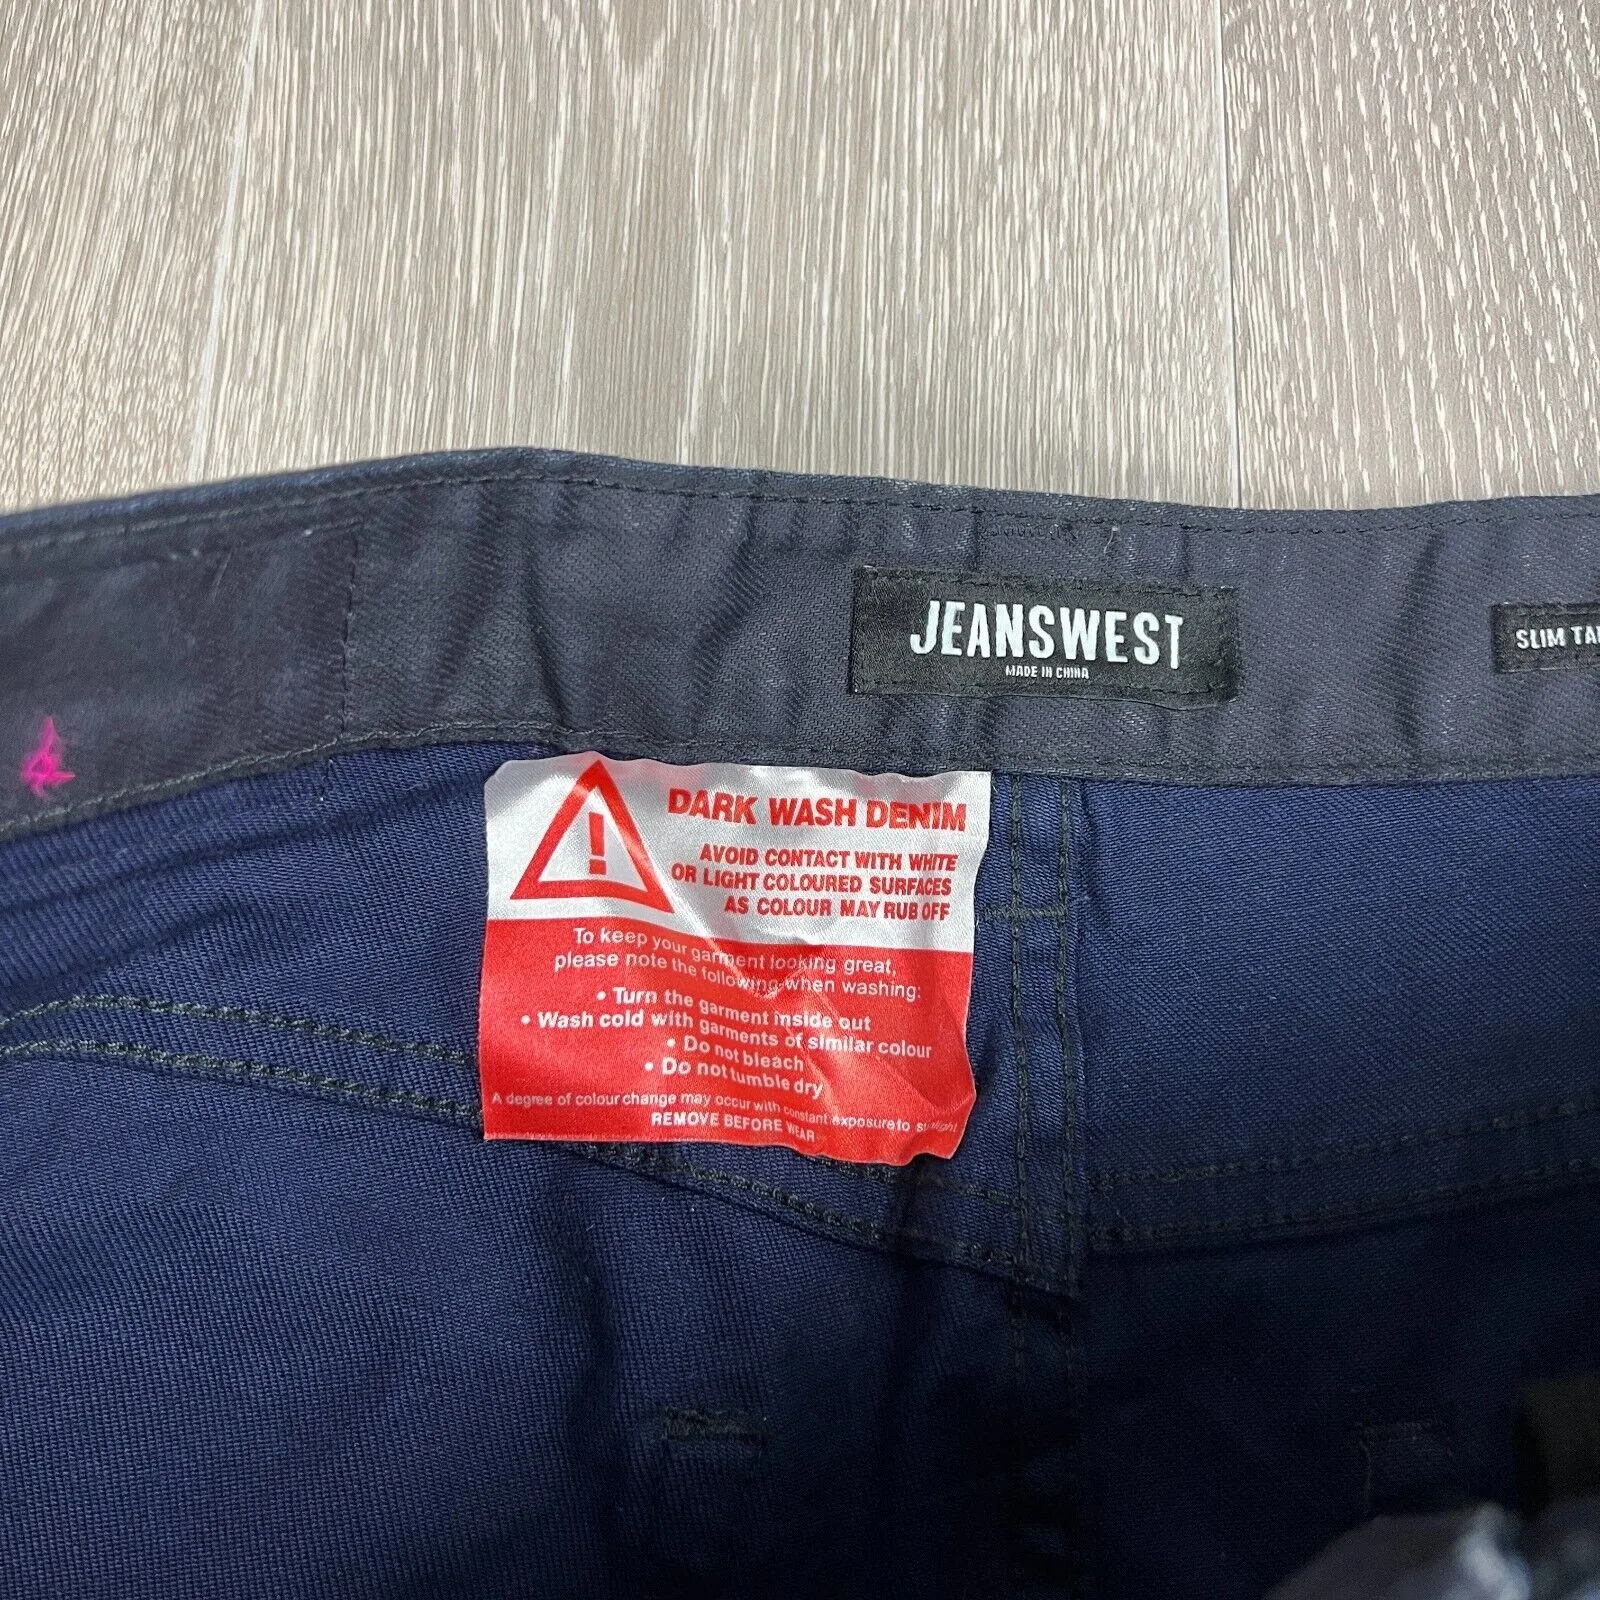 JEANSWEST
MADE IN CHINA
SLIM
!
DARK WASH DENIM
AVOID CONTACT WITH WHITE
OR LIGHT COLOURED SURFACES
AS COLOUR MAY RUB OFF
To keep your garment looking great,
please note the following when washing:
• Turn the garment inside out
• Wash cold with garments of similar colour
• Do not bleach
• Do not tumble dry
A degree of colour change may occur with constant exposure to sunlight
REMOVE BEFORE WEAR